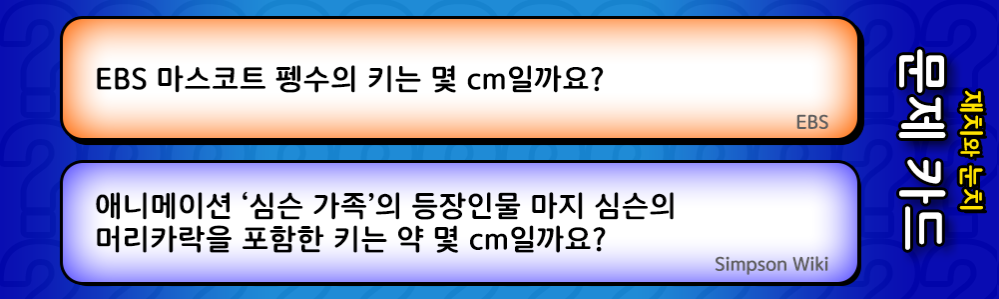 EBS 마스코트 펭수의 키는 몇 cm일까요?
EBS
애니메이션 ‘심슨 가족’의 등장인물 마지 심슨의
머리카락을 포함한 키는 약 몇 cm일까요?
Simpson Wiki
재치와 눈치
문제 카드